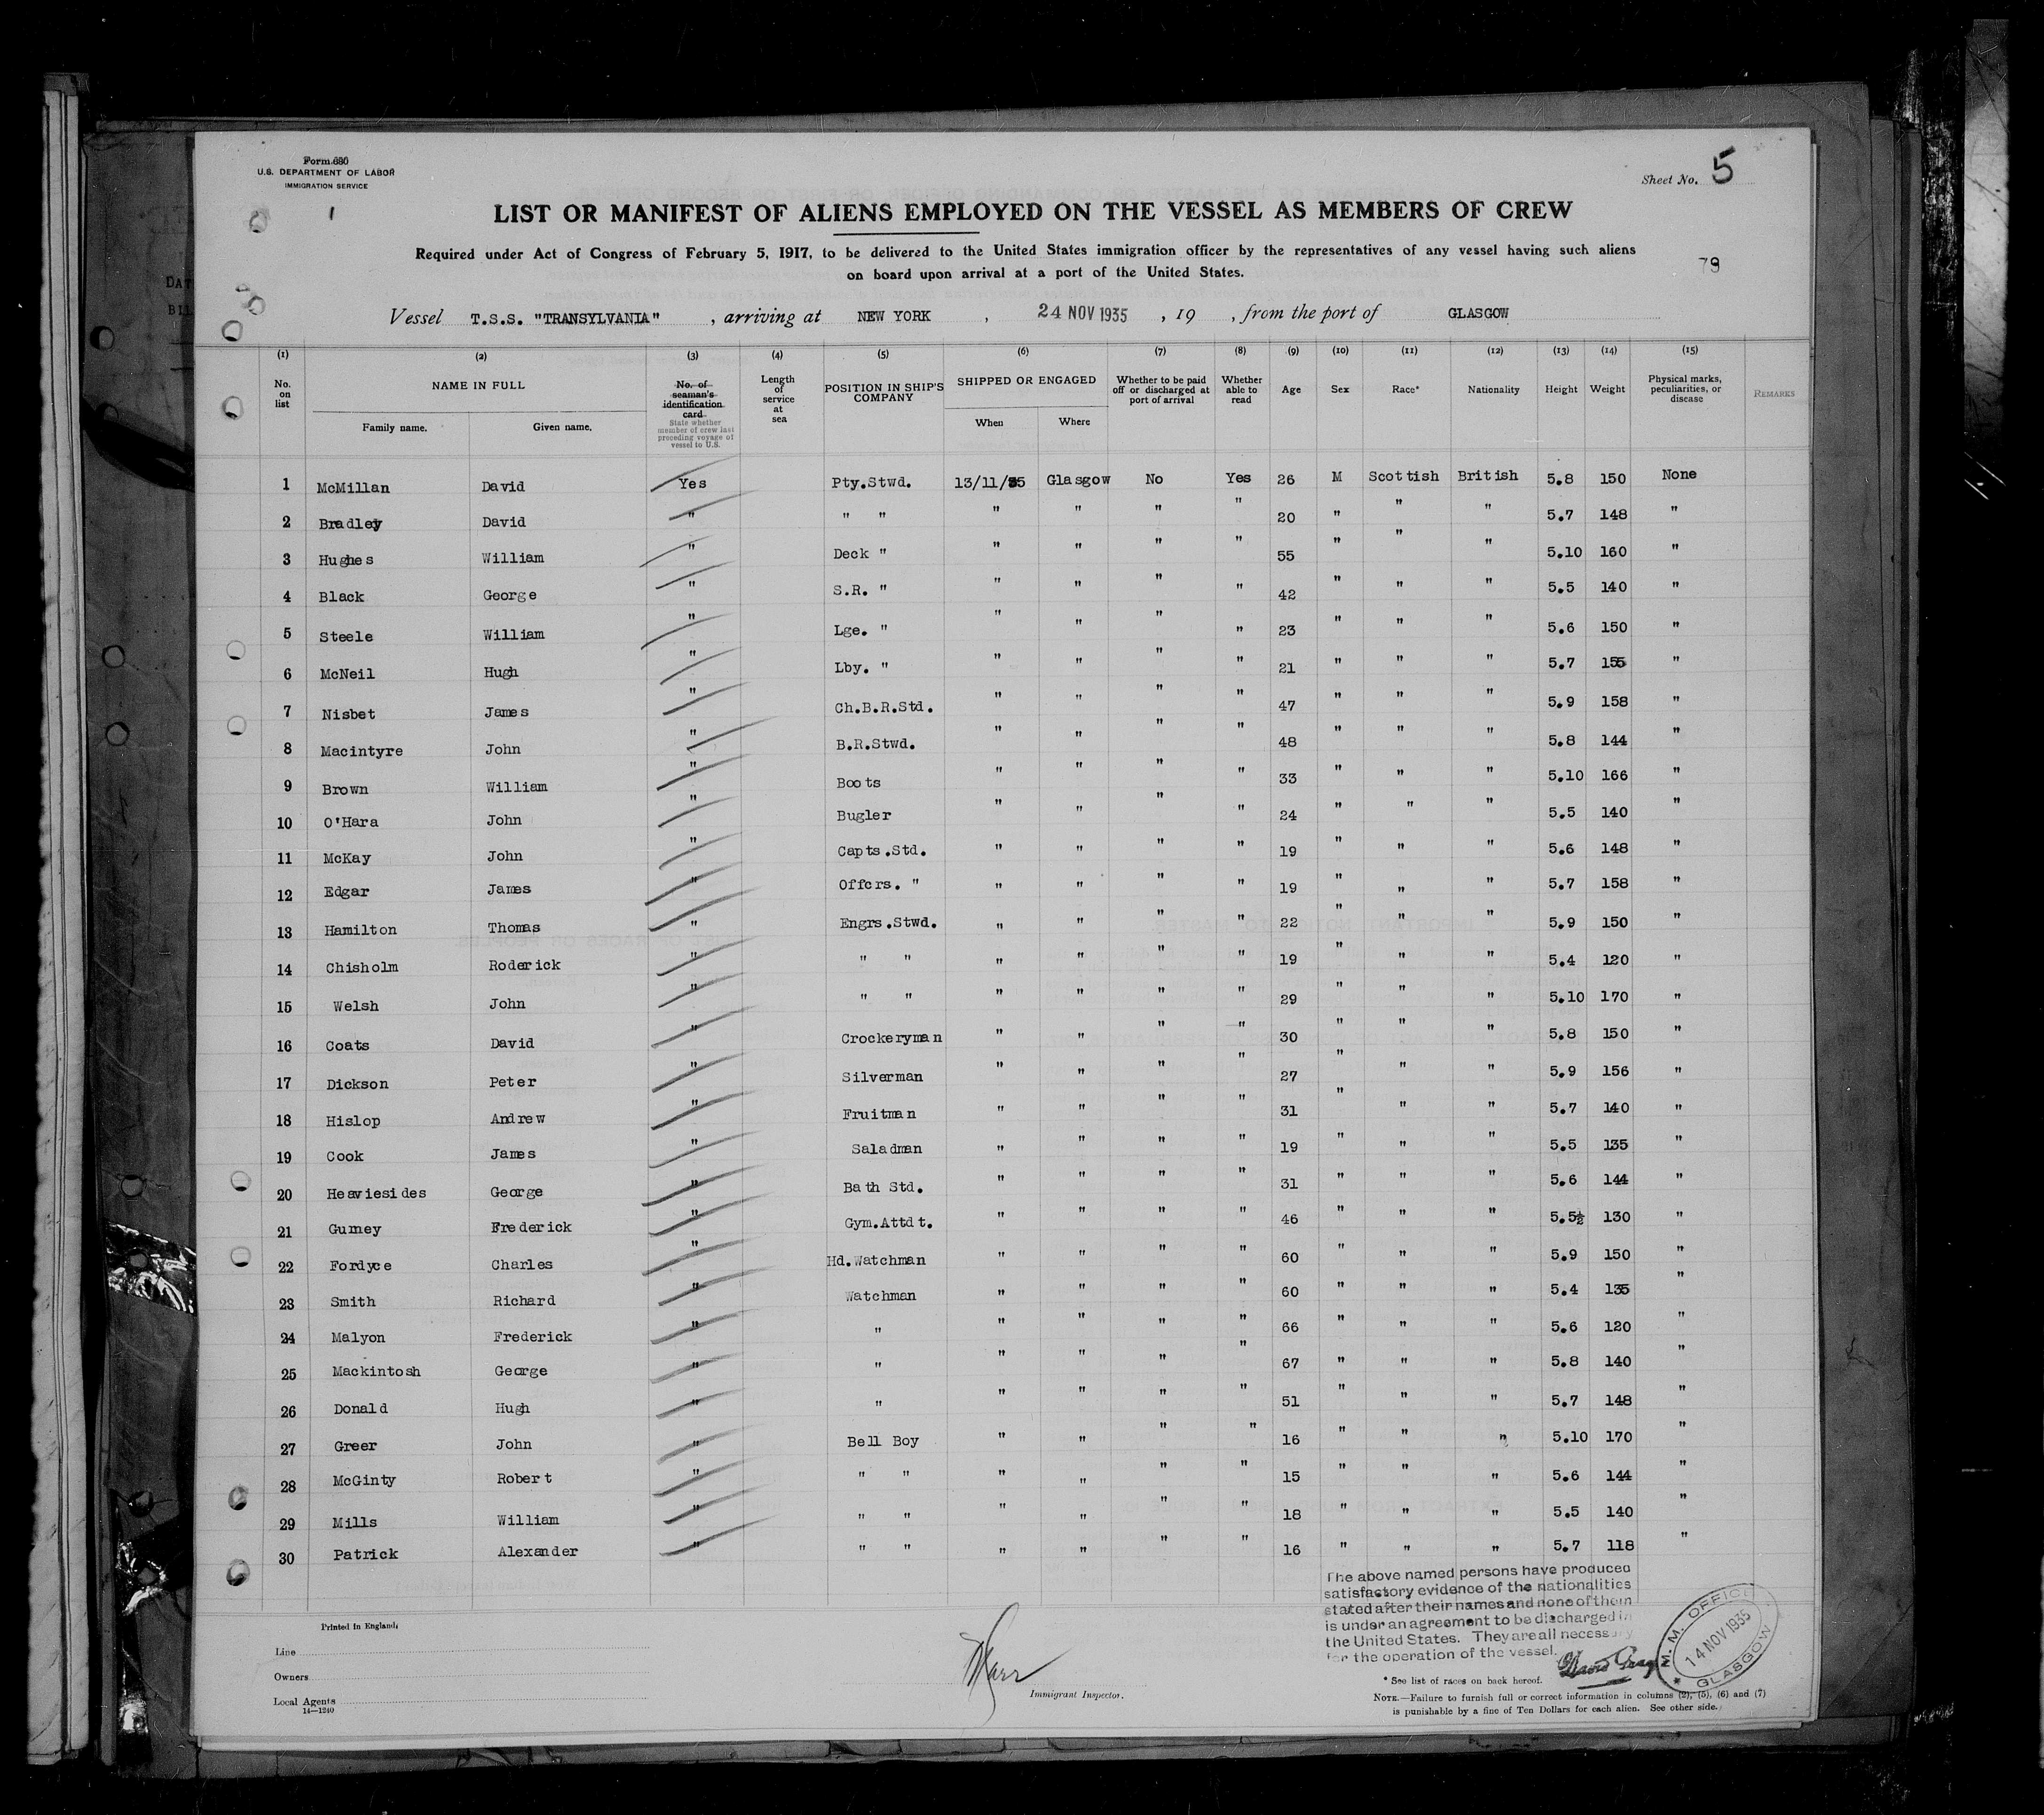 Form 680
U.S. DEPARTMENT OF LABOR
IMMIGRATION SERVICE
Sheet No. 5
LIST OR MANIFEST OF ALIENS EMPLOYED ON THE VESSEL AS MEMBERS OF CREW
Required under Act of Congress of February 5, 1917, to be delivered to the United States immigration officer by the representatives of any vessel having such aliens
on board upon arrival at a port of the United States.
79
Vessel T.S.S. "TRANSYLVANIA" , arriving at NEW YORK , 24 NOV 1935 , 19 , from the port of GLASGOW
(1) (2) (3) (4) (5) (6) (7) (8) (9) (10) (11) (12) (13) (14) (15)
No. on list
NAME IN FULL
Family name. Given name.
No. of seaman's identification card
State whether member of crew last preceding voyage of vessel to U.S.
Length of service at sea
POSITION IN SHIP'S COMPANY
SHIPPED OR ENGAGED
When Where
Whether to be paid off or discharged at port of arrival
Whether able to read
Age
Sex
Race*
Nationality
Height
Weight
Physical marks, peculiarities, or disease
REMARKS
1 McMillan David Yes Pty.Stwd. 13/11/35 Glasgow No Yes 26 M Scottish British 5.8 150 None
2 Bradley David " " " " " " " 20 " " " 5.7 148 "
3 Hughes William " Deck " " " " " 55 " " " 5.10 160 "
4 Black George " S.R. " " " " " 42 " " " 5.5 140 "
5 Steele William " Lge. " " " " " 23 " " " 5.6 150 "
6 McNeil Hugh " Lby. " " " " " 21 " " " 5.7 155 "
7 Nisbet James " Ch.B.R.Std. " " " " 47 " " " 5.9 158 "
8 Macintyre John " B.R.Stwd. " " " " 48 " " " 5.8 144 "
9 Brown William " Boots " " " " 33 " " " 5.10 166 "
10 O'Hara John " Bugler " " " " 24 " " " 5.5 140 "
11 McKay John " Capts.Std. " " " " 19 " " " 5.6 148 "
12 Edgar James " Offcrs. " " " " " 19 " " " 5.7 158 "
13 Hamilton Thomas " Engrs.Stwd. " " " " 22 " " " 5.9 150 "
14 Chisholm Roderick " " " " " " " 19 " " " 5.4 120 "
15 Welsh John " " " " " " " 29 " " " 5.10 170 "
16 Coats David " Crockeryman " " " " 30 " " " 5.8 150 "
17 Dickson Peter " Silverman " " " " 27 " " " 5.9 156 "
18 Hislop Andrew " Fruitman " " " " 31 " " " 5.7 140 "
19 Cook James " Saladman " " " " 19 " " " 5.5 135 "
20 Heaviesides George " Bath Std. " " " " 31 " " " 5.6 144 "
21 Gurney Frederick " Gym.Attdt. " " " " 46 " " " 5.5½ 130 "
22 Fordyce Charles " Hd.Watchman " " " " 60 " " " 5.9 150 "
23 Smith Richard " Watchman " " " " 60 " " " 5.4 135 "
24 Malyon Frederick " " " " " " 66 " " " 5.6 120 "
25 Mackintosh George " " " " " " 67 " " " 5.8 140 "
26 Donald Hugh " " " " " " 51 " " " 5.7 148 "
27 Greer John " Bell Boy " " " " 16 " " " 5.10 170 "
28 McGinty Robert " " " " " " " 15 " " " 5.6 144 "
29 Mills William " " " " " " " 18 " " " 5.5 140 "
30 Patrick Alexander " " " " " " " 16 " " " 5.7 118 "
The above named persons have produced
satisfactory evidence of the nationalities
stated after their names and none of them
is under an agreement to be discharged in
the United States. They are all necessary
for the operation of the vessel.
M. M. OFFICE
14 NOV 1935
GLASGOW
Printed in England.
Line
Owners
Local Agents
14—1240
Immigrant Inspector.
* See list of races on back hereof.
NOTE.—Failure to furnish full or correct information in columns (2), (5), (6) and (7)
is punishable by a fine of Ten Dollars for each alien. See other side.